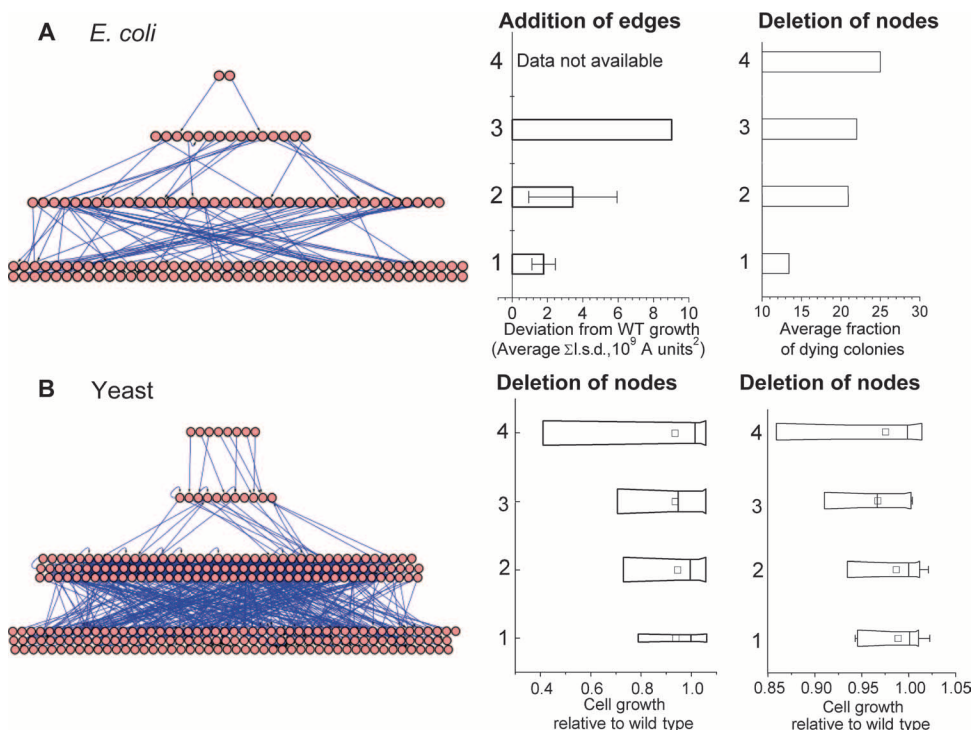 A E. coli
Addition of edges
4 Data not available
3
2
1
0 2 4 6 8 10
Deviation from WT growth
(Average Σl.s.d.,10⁹ A units²)
Deletion of nodes
4
3
2
1
10 15 20 25 30
Average fraction
of dying colonies
B Yeast
Deletion of nodes
4
3
2
1
0.4 0.6 0.8 1.0
Cell growth
relative to wild type
Deletion of nodes
4
3
2
1
0.85 0.90 0.95 1.00 1.05
Cell growth
relative to wild type